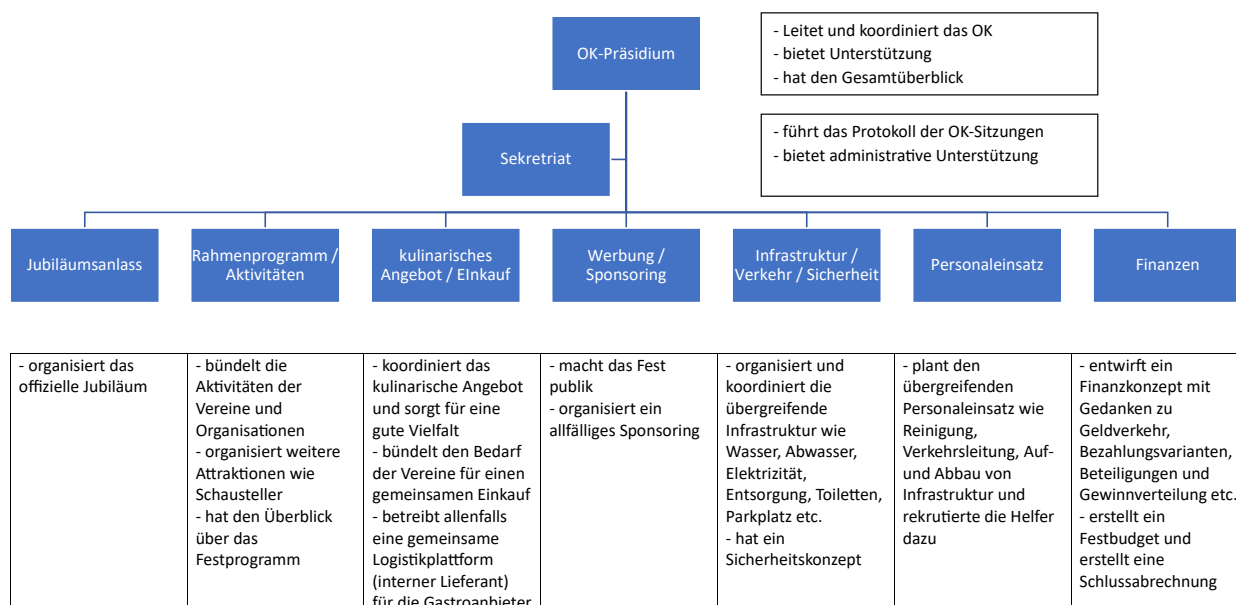 OK-Präsidium
- Leitet und koordiniert das OK
- bietet Unterstützung
- hat den Gesamtüberblick
Sekretriat
- führt das Protokoll der OK-Sitzungen
- bietet administrative Unterstützung
Jubiläumsanlass
Rahmenprogramm /
Aktivitäten
kulinarisches
Angebot / EInkauf
Werbung /
Sponsoring
Infrastruktur /
Verkehr / Sicherheit
Personaleinsatz
Finanzen
- organisiert das
offizielle Jubiläum
- bündelt die
Aktivitäten der
Vereine und
Organisationen
- organisiert weitere
Attraktionen wie
Schausteller
- hat den Überblick
über das
Festprogramm
- koordiniert das
kulinarische Angebot
und sorgt für eine
gute Vielfalt
- bündelt den Bedarf
der Vereine für einen
gemeinsamen Einkauf
- betreibt allenfalls
eine gemeinsame
Logistikplattform
(interner Lieferant)
für die Gastroanbieter
- macht das Fest
publik
- organisiert ein
allfälliges Sponsoring
- organisiert und
koordiniert die
übergreifende
Infrastruktur wie
Wasser, Abwasser,
Elektrizität,
Entsorgung, Toiletten,
Parkplatz etc.
- hat ein
Sicherheitskonzept
- plant den
übergreifenden
Personaleinsatz wie
Reinigung,
Verkehrsleitung, Auf-
und Abbau von
Infrastruktur und
rekrutierte die Helfer
dazu
- entwirft ein
Finanzkonzept mit
Gedanken zu
Geldverkehr,
Bezahlungsvarianten,
Beteiligungen und
Gewinnverteilung etc.
- erstellt ein
Festbudget und
erstellt eine
Schlussabrechnung